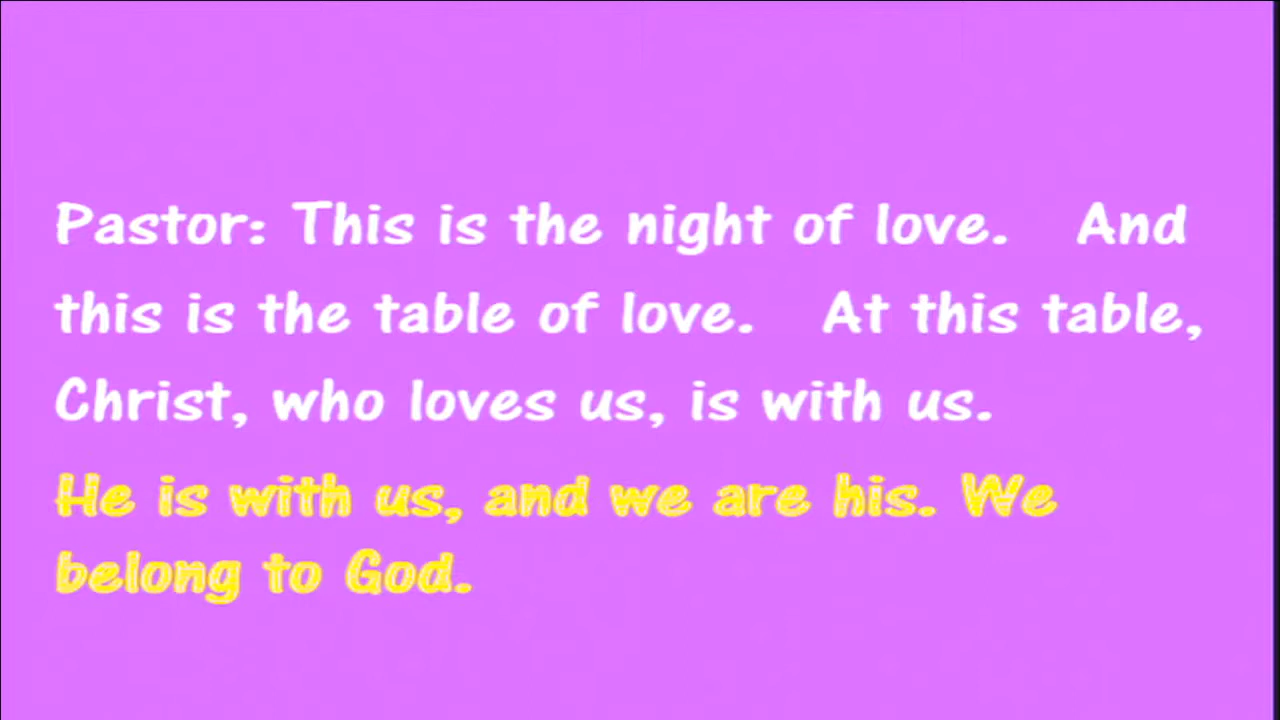 Pastor: This is the night of love. And
this is the table of love. At this table,
Christ, who loves us, is with us.
He is with us, and we are his. We
belong to God.